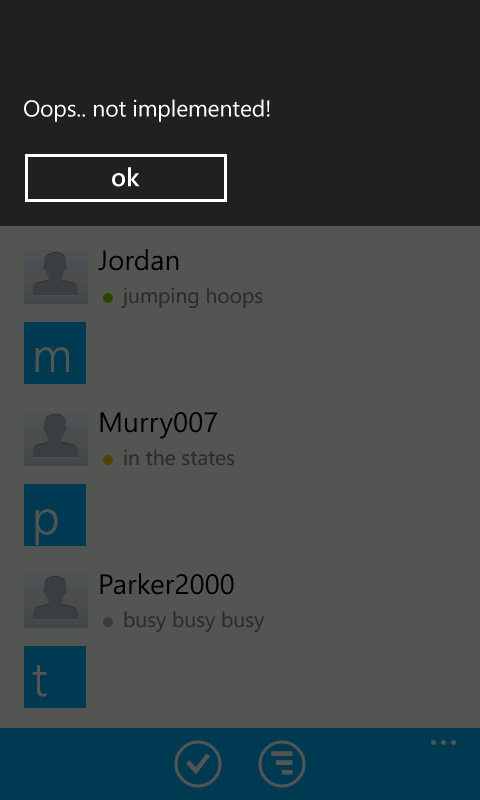 Oops.. not implemented!
ok
Jordan
jumping hoops
m
Murry007
in the states
p
Parker2000
busy busy busy
t